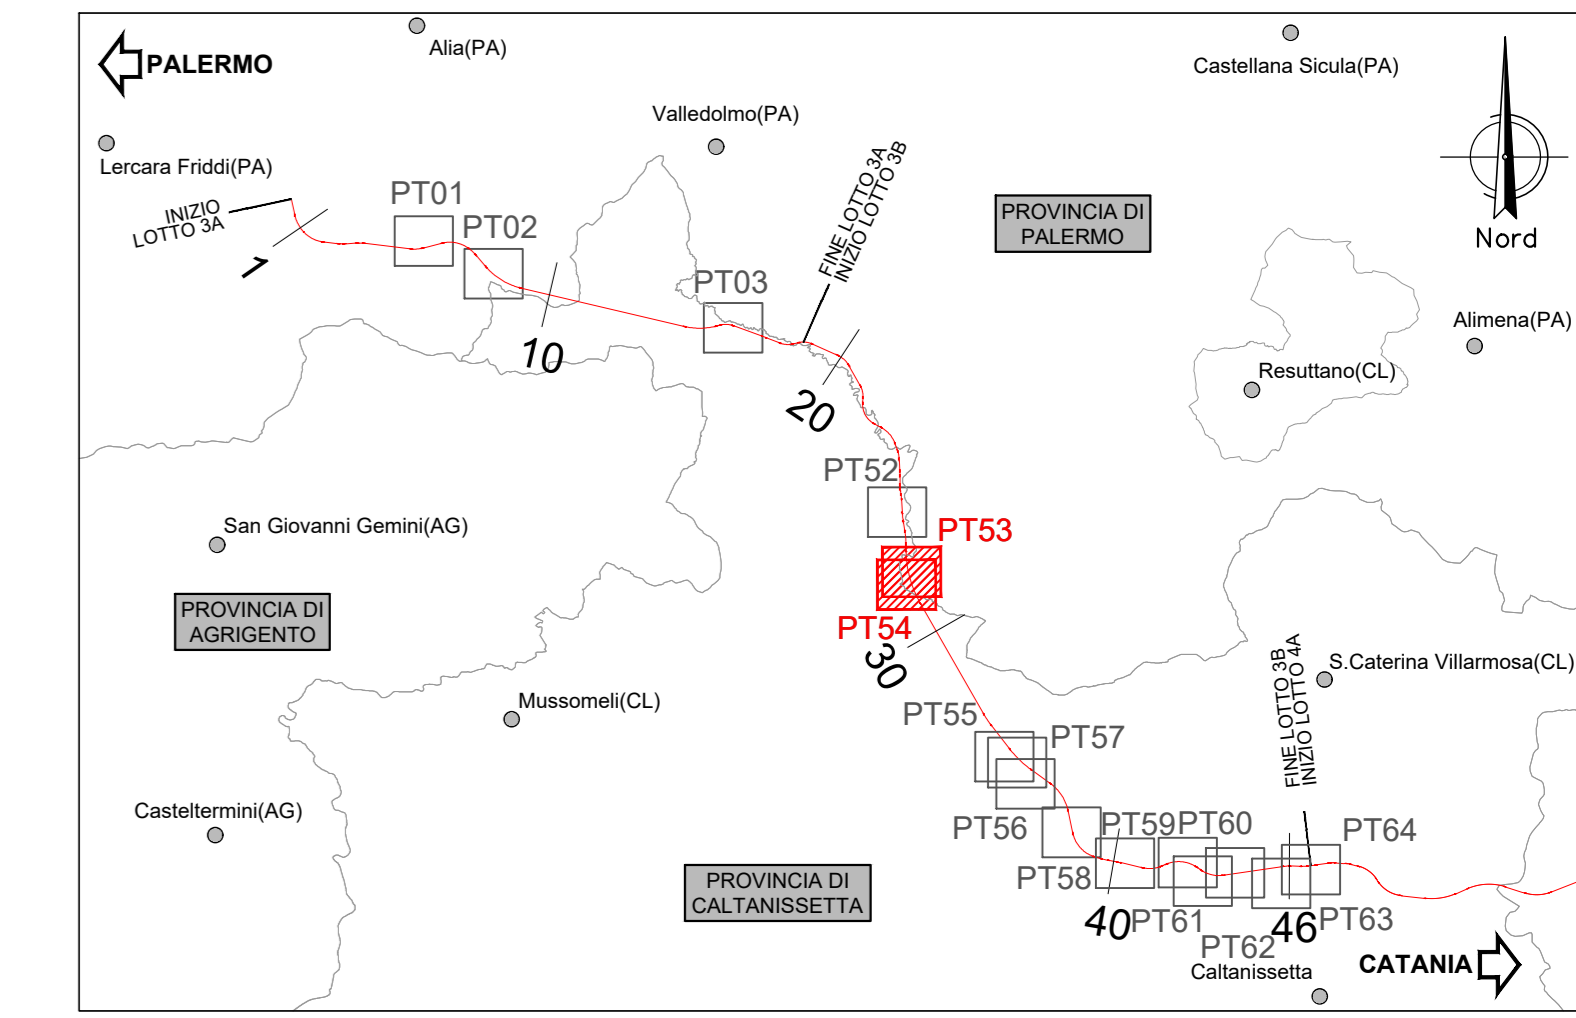 PALERMO
Alia(PA)
Castellana Sicula(PA)
Valledolmo(PA)
Lercara Friddi(PA)
Nord
INIZIO
LOTTO 3A
PT01
PT02
PT03
FINE LOTTO 3A
INIZIO LOTTO 3B
PROVINCIA DI
PALERMO
1
10
20
Alimena(PA)
Resuttano(CL)
PT52
San Giovanni Gemini(AG)
PT53
PROVINCIA DI
AGRIGENTO
PT54
30
FINE LOTTO 3B
INIZIO LOTTO 4A
S.Caterina Villarmosa(CL)
Mussomeli(CL)
PT55
PT57
Casteltermini(AG)
PT56
PT59
PT60
PT64
PT58
PROVINCIA DI
CALTANISSETTA
40
PT61
46
PT63
PT62
Caltanissetta
CATANIA